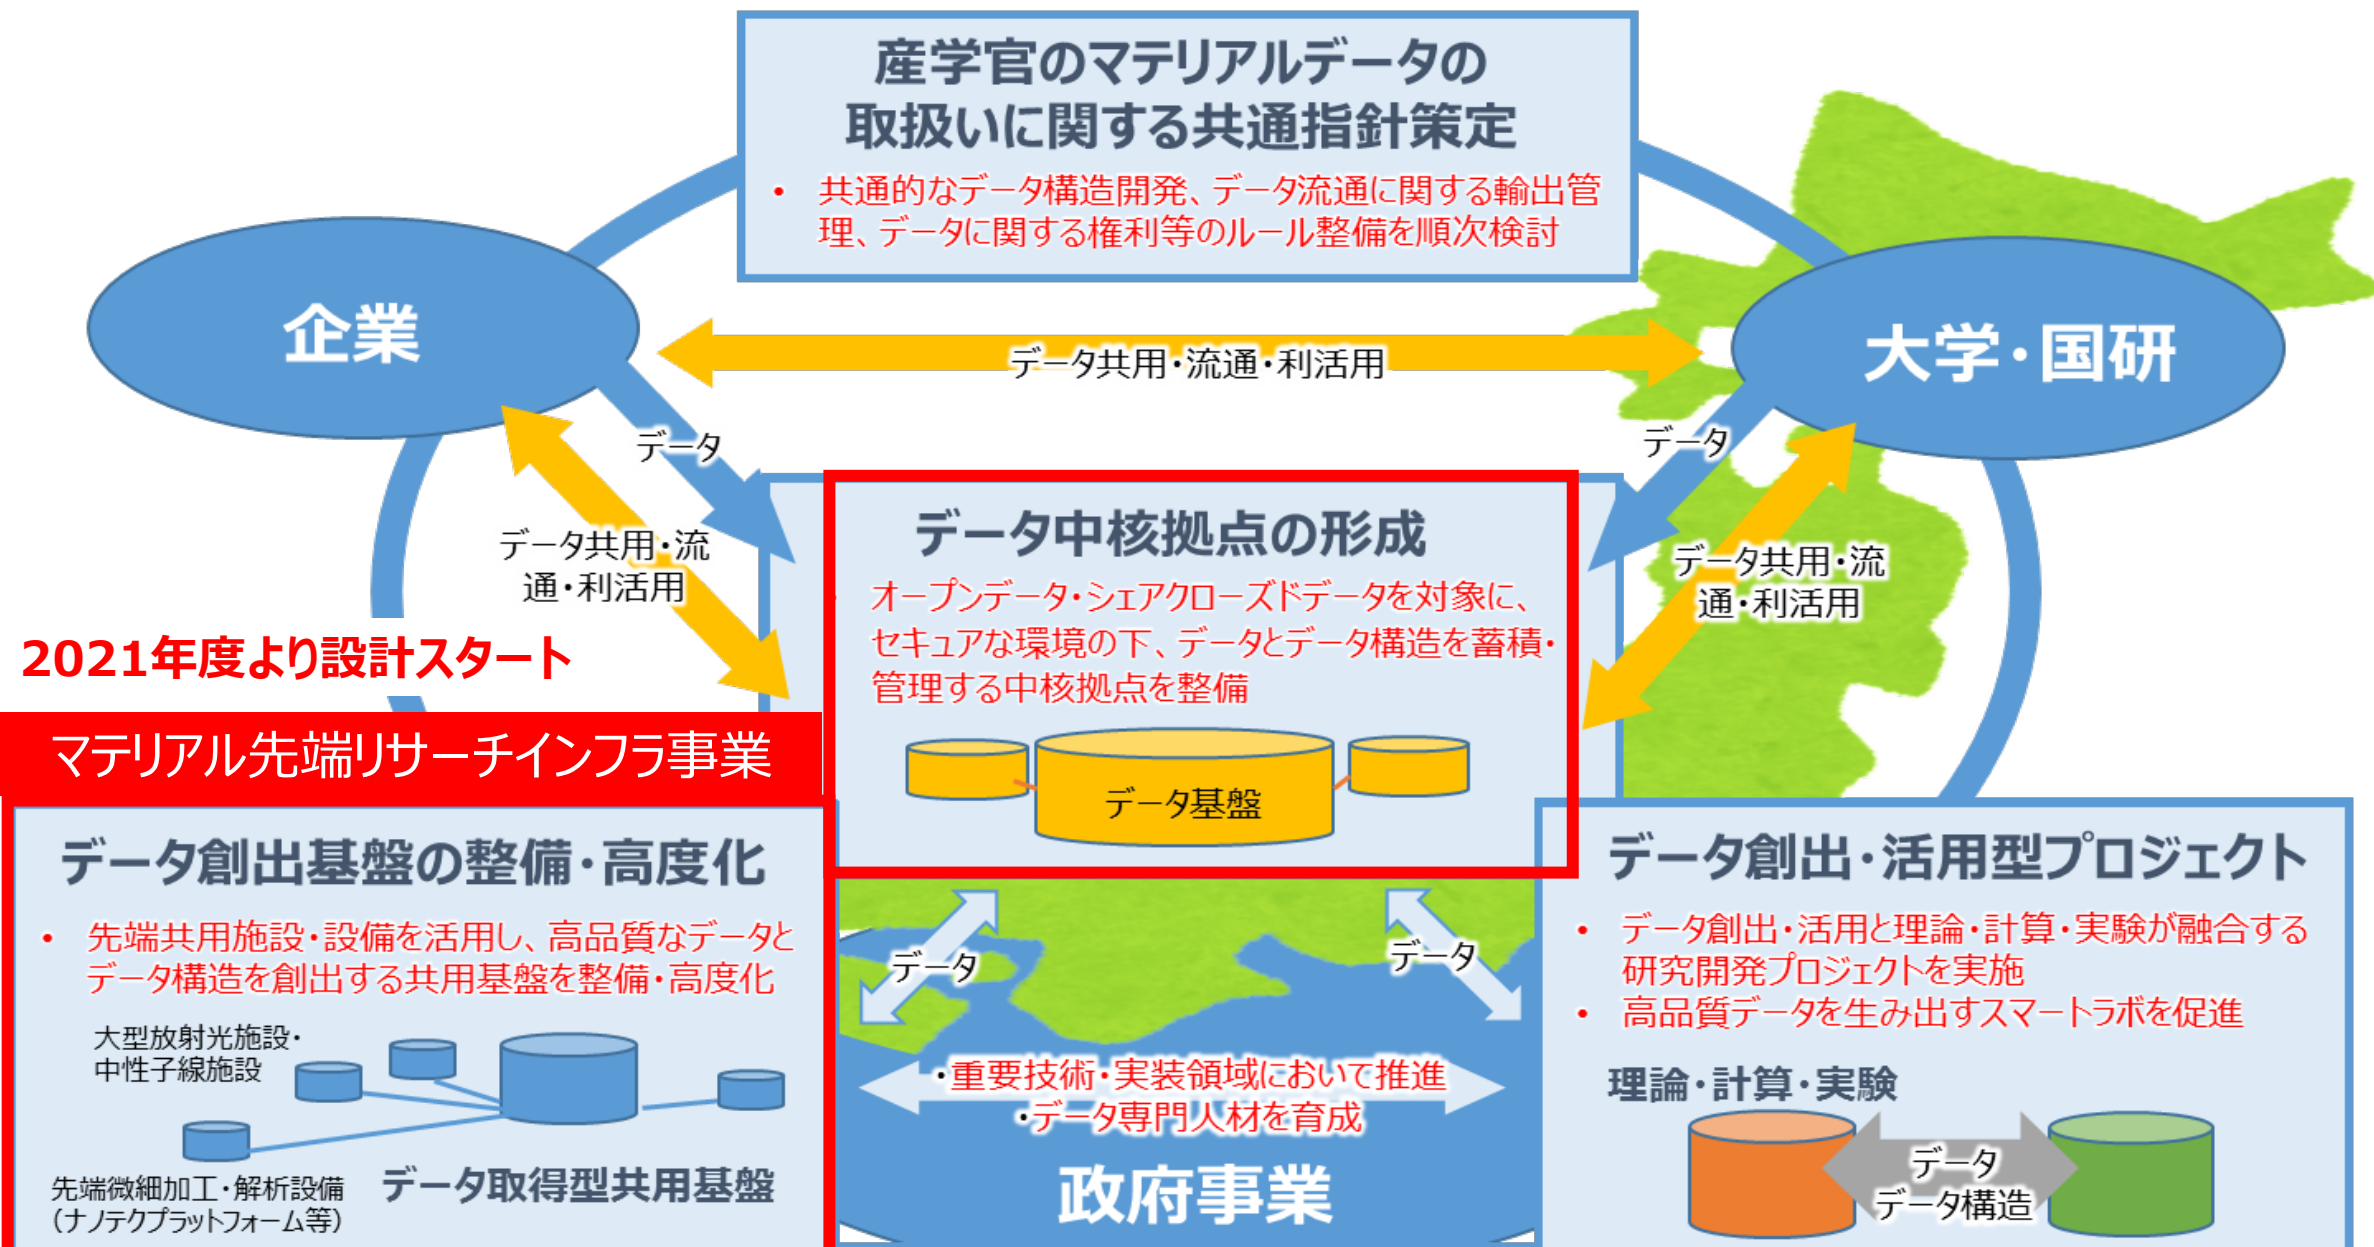 産学官のマテリアルデータの
取扱いに関する共通指針策定
• 共通的なデータ構造開発、データ流通に関する輸出管
理、データに関する権利等のルール整備を順次検討
企業
大学・国研
データ共用・流通・利活用
データ
データ
データ共用・流
通・利活用
データ共用・流
通・利活用
データ中核拠点の形成
オープンデータ・シェアクローズドデータを対象に、
セキュアな環境の下、データとデータ構造を蓄積・
管理する中核拠点を整備
データ基盤
2021年度より設計スタート
マテリアル先端リサーチインフラ事業
データ創出基盤の整備・高度化
• 先端共用施設・設備を活用し、高品質なデータと
データ構造を創出する共用基盤を整備・高度化
大型放射光施設・
中性子線施設
先端微細加工・解析設備
（ナノテクプラットフォーム等）
データ取得型共用基盤
データ
データ
・重要技術・実装領域において推進
・データ専門人材を育成
政府事業
データ創出・活用型プロジェクト
• データ創出・活用と理論・計算・実験が融合する
研究開発プロジェクトを実施
• 高品質データを生み出すスマートラボを促進
理論・計算・実験
データ
データ構造